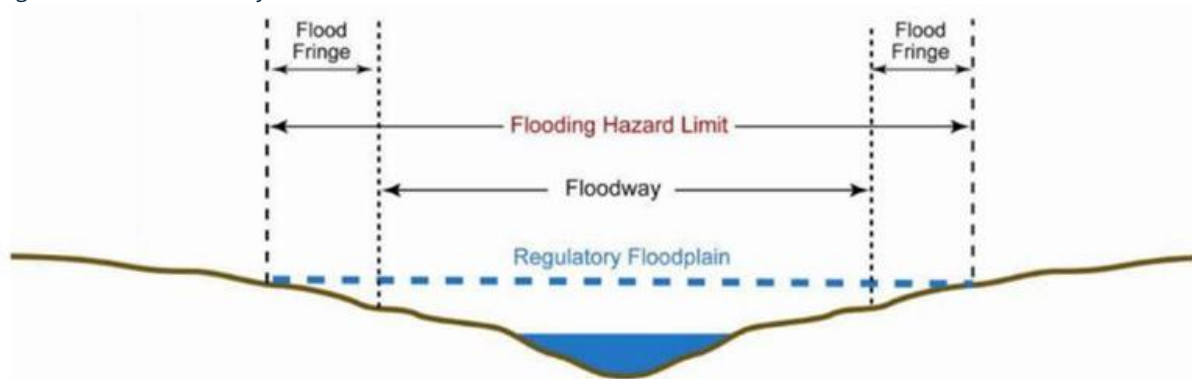 Flood
Fringe
Flood
Fringe
Flooding Hazard Limit
Floodway
Regulatory Floodplain